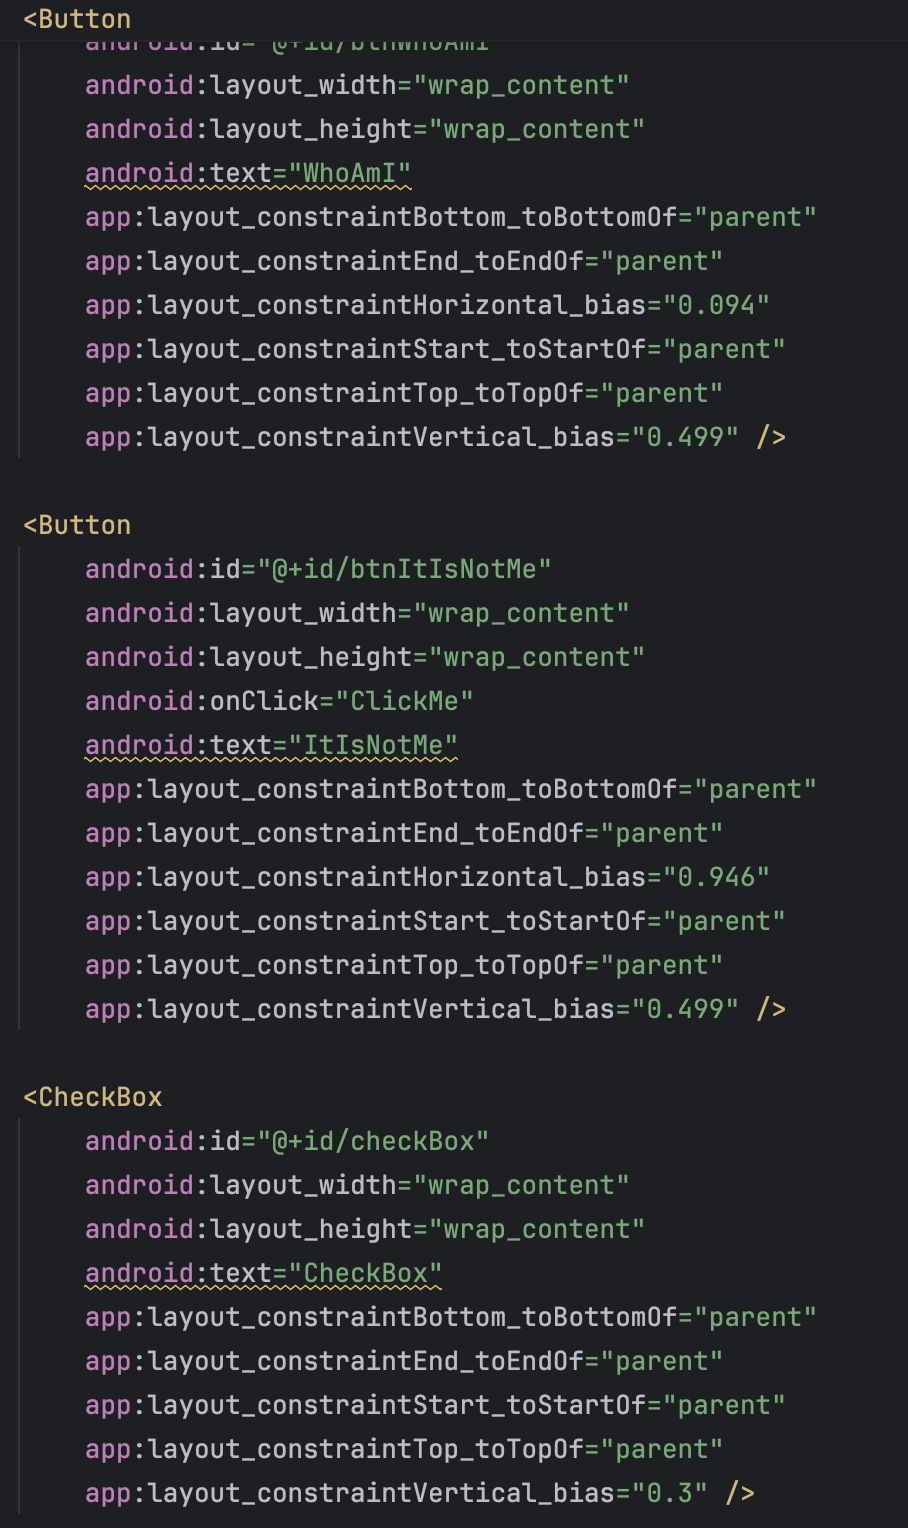 <Button
android:id="@+id/btnWhoAmI
android:layout_width="wrap_content"
android:layout_height="wrap_content"
android:text="WhoAmI"
app:layout_constraintBottom_toBottomOf="parent"
app:layout_constraintEnd_toEndOf="parent"
app:layout_constraintHorizontal_bias="0.094"
app:layout_constraintStart_toStartOf="parent"
app:layout_constraintTop_toTopOf="parent"
app:layout_constraintVertical_bias="0.499" />
<Button
android:id="@+id/btnItIsNotMe"
android:layout_width="wrap_content"
android:layout_height="wrap_content"
android:onClick="ClickMe"
android:text="ItIsNotMe"
app:layout_constraintBottom_toBottomOf="parent"
app:layout_constraintEnd_toEndOf="parent"
app:layout_constraintHorizontal_bias="0.946"
app:layout_constraintStart_toStartOf="parent"
app:layout_constraintTop_toTopOf="parent"
app:layout_constraintVertical_bias="0.499" />
<CheckBox
android:id="@+id/checkBox"
android:layout_width="wrap_content"
android:layout_height="wrap_content"
android:text="CheckBox"
app:layout_constraintBottom_toBottomOf="parent"
app:layout_constraintEnd_toEndOf="parent"
app:layout_constraintStart_toStartOf="parent"
app:layout_constraintTop_toTopOf="parent"
app:layout_constraintVertical_bias="0.3" />